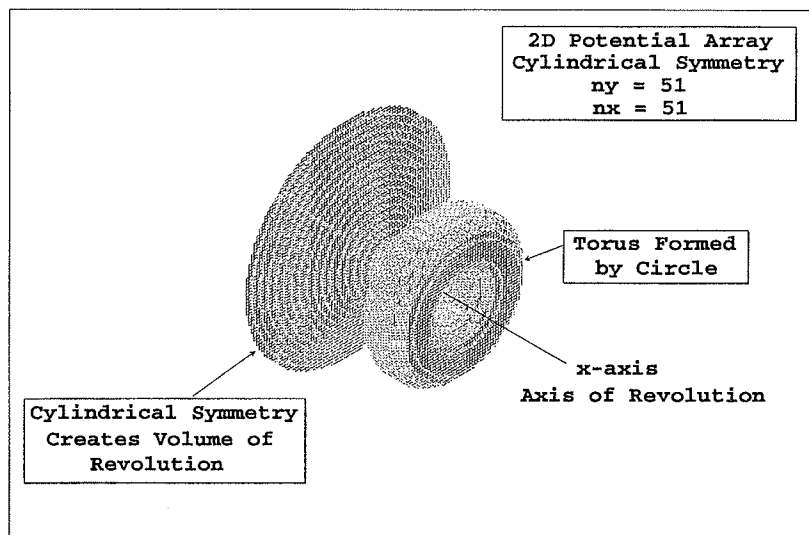 2D Potential Array
Cylindrical Symmetry
ny = 51
nx = 51
Torus Formed
by Circle
x-axis
Axis of Revolution
Cylindrical Symmetry
Creates Volume of
Revolution